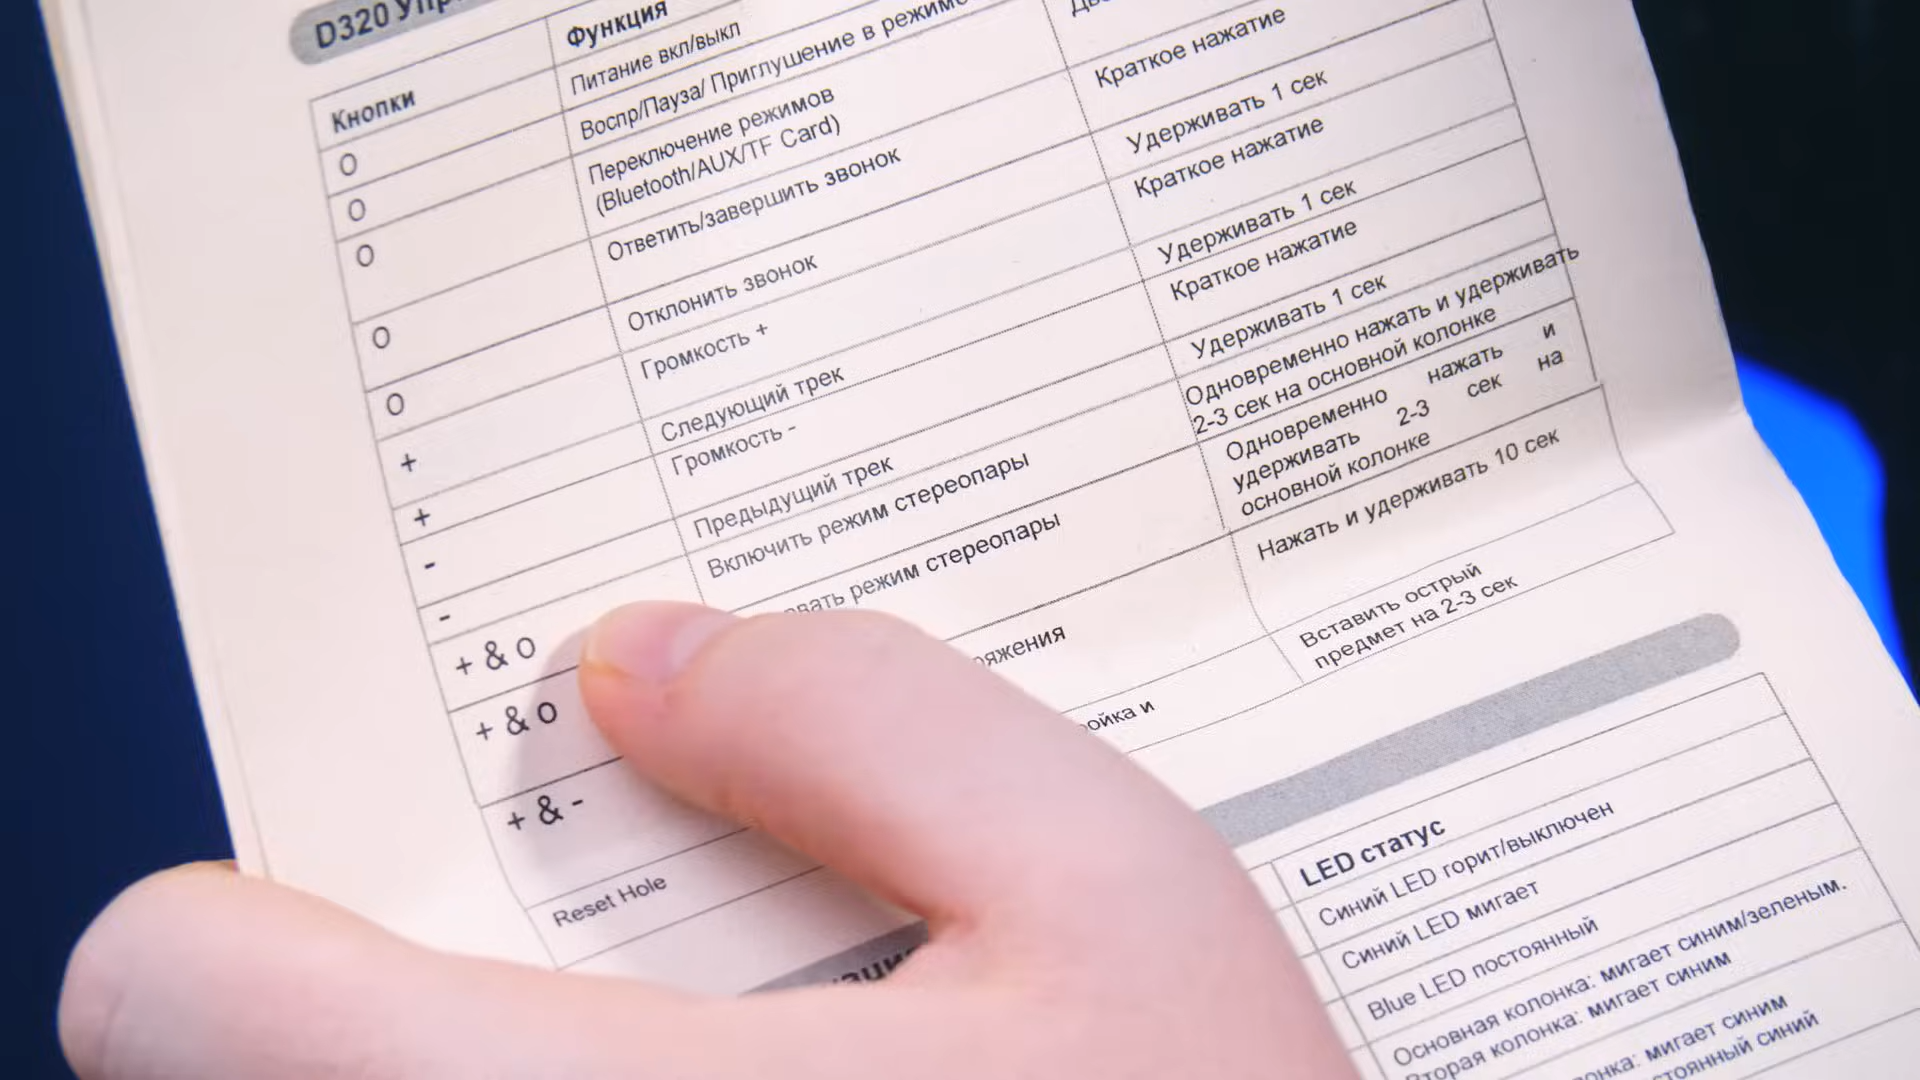 D320
Кнопки
Функция
O
Питание вкл/выкл
O
Воспр/Пауза/ Приглушение в режиме
O
Переключение режимов
(Bluetooth/AUX/TF Card)
Краткое нажатие
O
Ответить/завершить звонок
Удерживать 1 сек
Краткое нажатие
O
Отклонить звонок
Удерживать 1 сек
+
Громкость +
Краткое нажатие
+
Следующий трек
Удерживать 1 сек
-
Громкость -
Одновременно нажать и удерживать
2-3 сек на основной колонке
-
Предыдущий трек
Одновременно нажать и
удерживать 2-3 сек на
основной колонке
+ & o
Включить режим стереопары
Нажать и удерживать 10 сек
+ & o
режим стереопары
Вставить острый
предмет на 2-3 сек
+ & -
Reset Hole
LED статус
Синий LED горит/выключен
Синий LED мигает
Blue LED постоянный
Основная колонка: мигает синим/зеленым.
Вторая колонка: мигает синим
мигает синим
синий